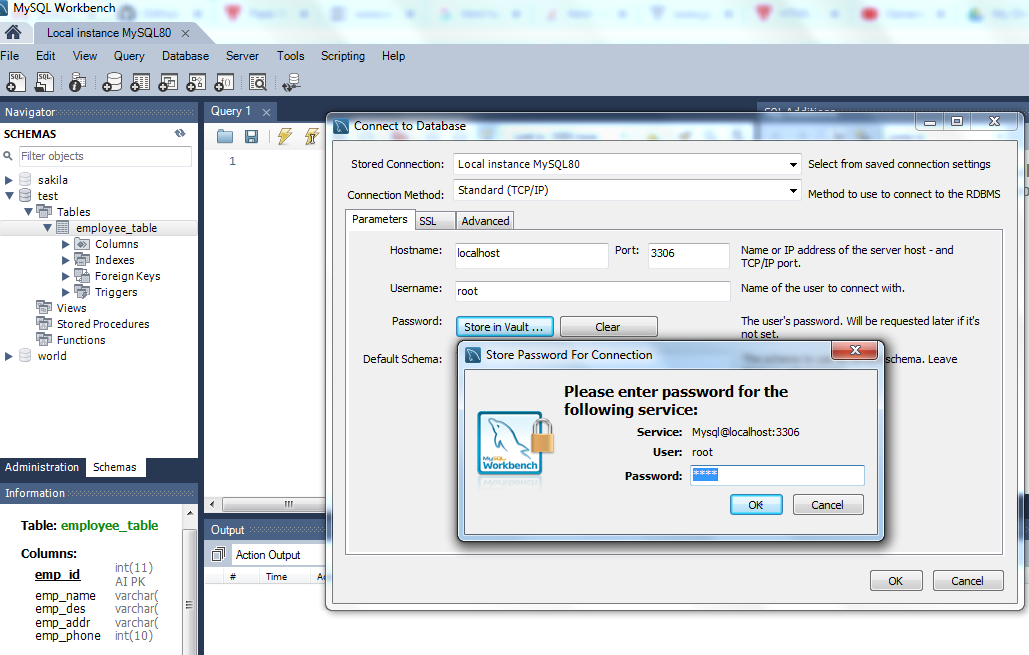 MySQL Workbench
Local instance MySQL80
File Edit View Query Database Server Tools Scripting Help
Navigator
SCHEMAS
Filter objects
sakila
test
Tables
employee_table
Columns
Indexes
Foreign Keys
Triggers
Views
Stored Procedures
Functions
world
Administration Schemas
Information
Table: employee_table
Columns:
emp_id int(11)
AI PK
emp_name varchar(
emp_des varchar(
emp_addr varchar(
emp_phone int(10)
Query 1
1
SQL Additions
Output
Action Output
# Time
Connect to Database
Stored Connection: Local instance MySQL80 Select from saved connection settings
Connection Method: Standard (TCP/IP) Method to use to connect to the RDBMS
Parameters SSL Advanced
Hostname: localhost Port: 3306 Name or IP address of the server host - and
TCP/IP port.
Username: root Name of the user to connect with.
Password: Store in Vault ... Clear The user's password. Will be requested later if it's
not set.
Default Schema: schema. Leave
Store Password For Connection
Please enter password for the
following service:
Service: Mysql@localhost:3306
User: root
Password: ****
OK Cancel
MySQL
Workbench
OK Cancel